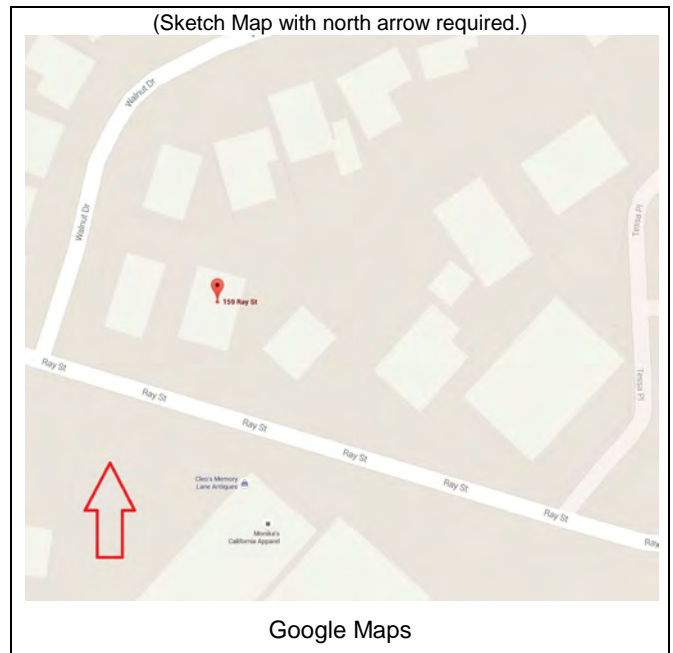 (Sketch Map with north arrow required.)
Walnut Dr
Walnut Dr
Tessa Pl
159 Ray St
Ray St
Tessa Pl
Ray St
Ray St
Ray St
Ray St
Ray St
Ray
Cleo's Memory
Lane Antiques
Monika's
California Apparel
Google Maps